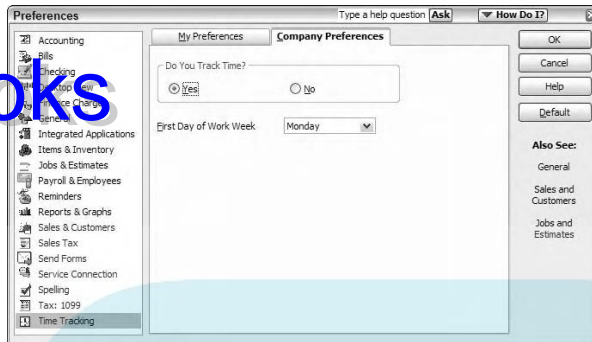 Preferences
Type a help question Ask
How Do I?
My Preferences
Company Preferences
Accounting
Bills
Checking
Desktop View
Finance Charge
General
Integrated Applications
Items & Inventory
Jobs & Estimates
Payroll & Employees
Reminders
Reports & Graphs
Sales & Customers
Sales Tax
Send Forms
Service Connection
Spelling
Tax: 1099
Time Tracking
oks
Do You Track Time?
Yes
No
First Day of Work Week
Monday
OK
Cancel
Help
Default
Also See:
General
Sales and
Customers
Jobs and
Estimates